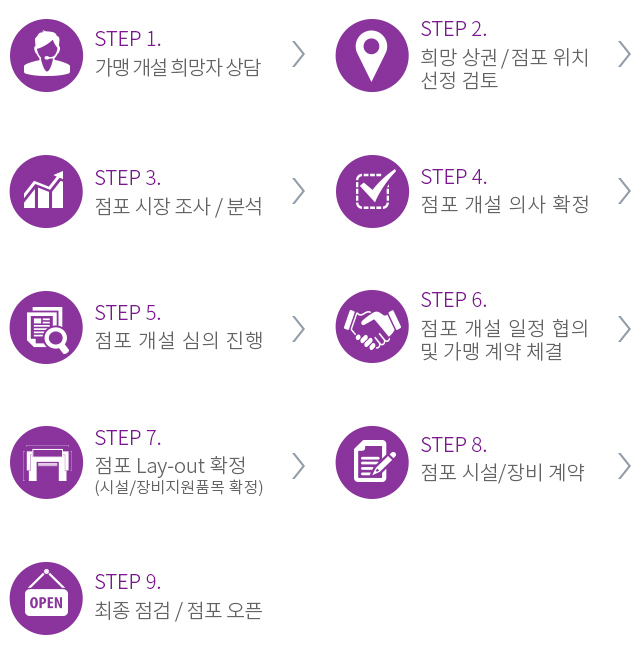 STEP 1.
가맹 개설 희망자 상담
STEP 2.
희망 상권 / 점포 위치
선정 검토
STEP 3.
점포 시장 조사 / 분석
STEP 4.
점포 개설 의사 확정
STEP 5.
점포 개설 심의 진행
STEP 6.
점포 개설 일정 협의
및 가맹 계약 체결
STEP 7.
점포 Lay-out 확정
(시설/장비지원품목 확정)
STEP 8.
점포 시설/장비 계약
OPEN
STEP 9.
최종 점검 / 점포 오픈